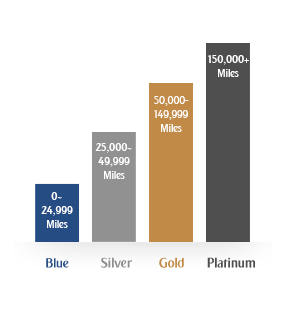 0~
24,999
Miles
25,000~
49,999
Miles
50,000-
149,999
Miles
150,000+
Miles
Blue
Silver
Gold
Platinum